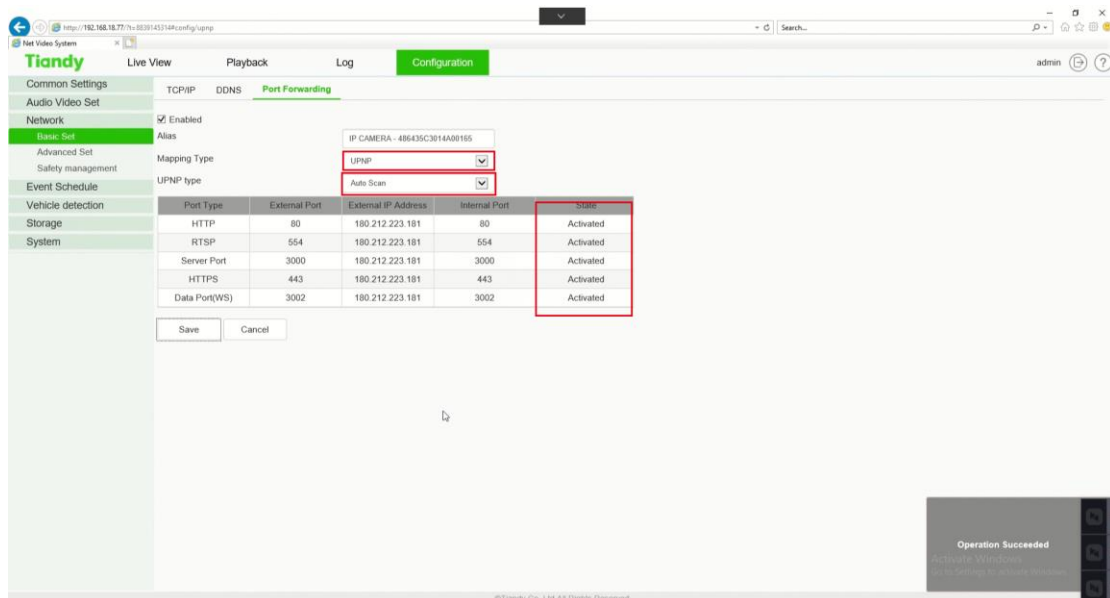 http://192.168.18.77/?t=8839145314#config/upnp
Search...
Net Video System
Tiandy
Live View
Playback
Log
Configuration
admin
Common Settings
TCP/IP
DDNS
Port Forwarding
Audio Video Set
Network
Enabled
Basic Set
Alias
IP CAMERA - 486435C3014A00165
Advanced Set
Mapping Type
UPNP
Safety management
UPNP type
Auto Scan
Event Schedule
Vehicle detection
Storage
System
Port Type External Port External IP Address Internal Port State
HTTP 80 180.212.223.181 80 Activated
RTSP 554 180.212.223.181 554 Activated
Server Port 3000 180.212.223.181 3000 Activated
HTTPS 443 180.212.223.181 443 Activated
Data Port(WS) 3002 180.212.223.181 3002 Activated
Save
Cancel
Operation Succeeded
Activate Windows
Go to Settings to activate Windows.
©Tiandy Co.,Ltd All Rights Reserved